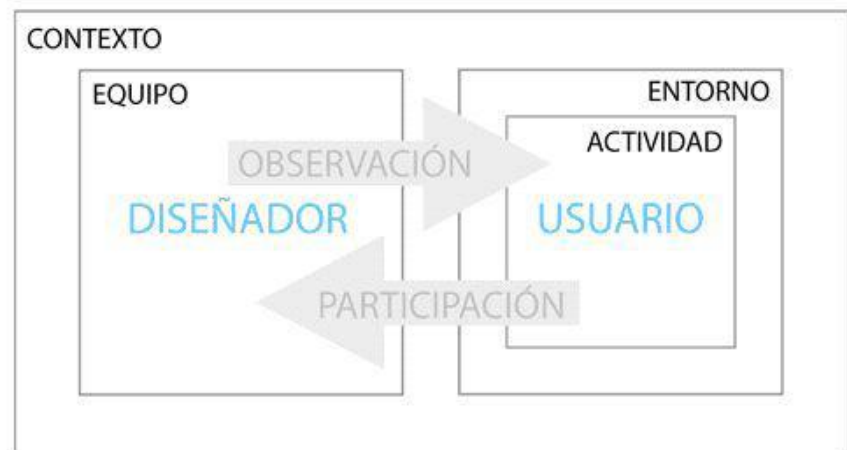 CONTEXTO
EQUIPO
ENTORNO
ACTIVIDAD
OBSERVACIÓN
DISEÑADOR
USUARIO
PARTICIPACIÓN